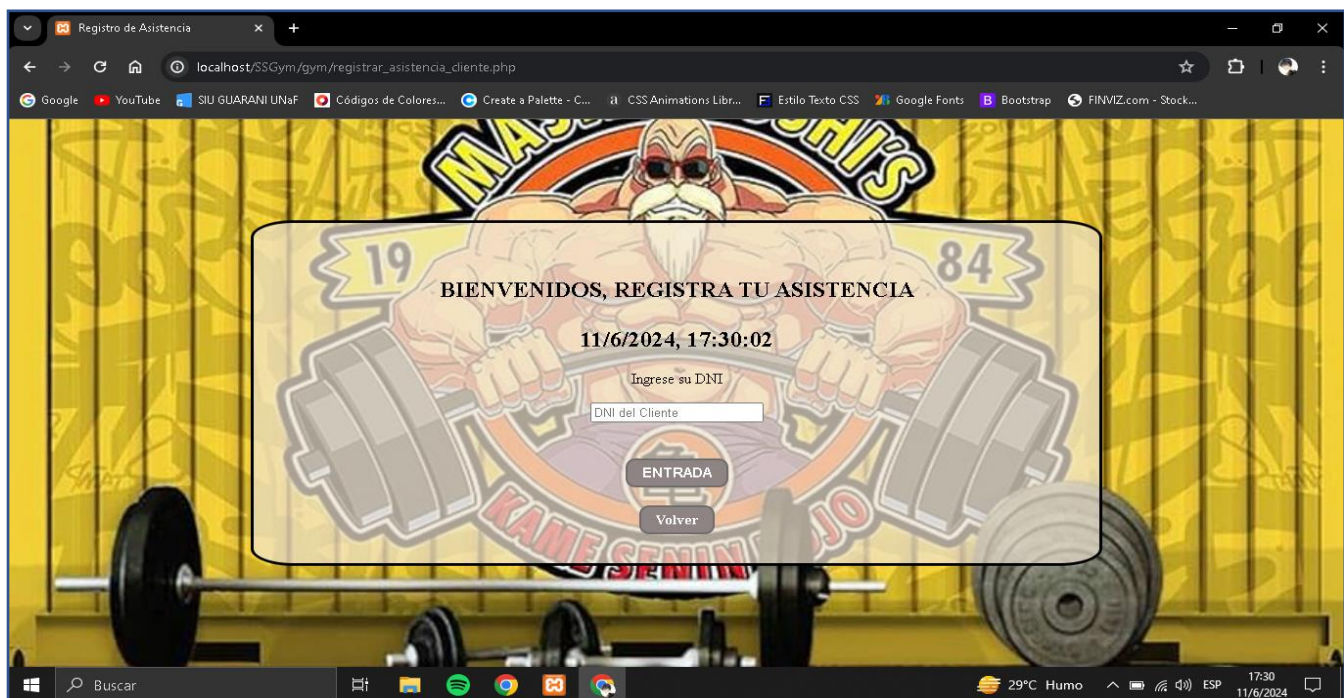 Registro de Asistencia
localhost/SSGym/gym/registrar_asistencia_cliente.php
Google YouTube SIU GUARANI UNaF Códigos de Colores... Create a Palette - C... CSS Animations Libr... Estilo Texto CSS Google Fonts Bootstrap FINVIZ.com - Stock...
19 84
BIENVENIDOS, REGISTRA TU ASISTENCIA
11/6/2024, 17:30:02
Ingrese su DNI
DNI del Cliente
亀
ENTRADA
Volver
KAME SENIN
Buscar
29°C Humo
ESP
17:30
11/6/2024